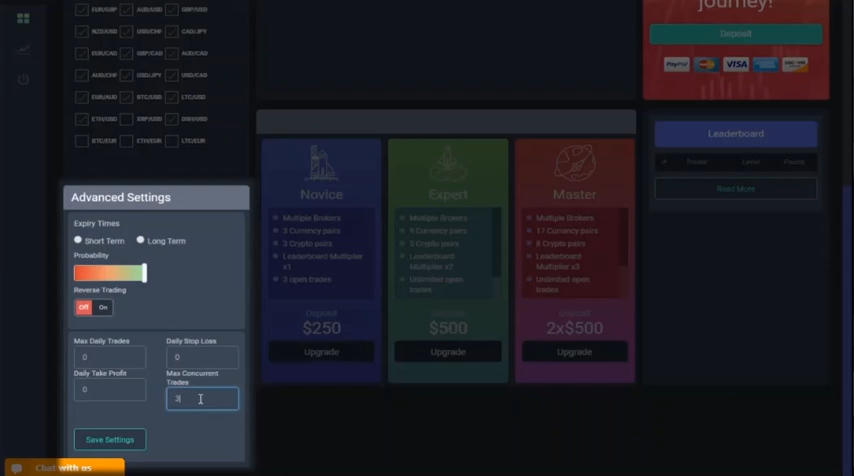 journey!
EUR/GBP AUD/USD GBP/USD
NZD/USD USD/CHF CAD/JPY
Deposit
EUR/CAD GBP/CAD AUD/CAD
PayPal VISA
AUD/CHF USD/JPY USD/CAD
EUR/AUD BTC/USD LTC/USD
ETH/USD XRP/USD DSH/USD
BTC/EUR ETH/EUR LTC/EUR
Leaderboard
# Trader Level Points
Read More
Novice
Multiple Brokers
3 Currency pairs
3 Crypto pairs
Leaderboard Multiplier
x1
3 open trades
Deposit
$250
Upgrade
Expert
Multiple Brokers
9 Currency pairs
5 Crypto pairs
Leaderboard
Multiplier x2
Unlimited open
trades
Deposit
$500
Upgrade
Master
Multiple Brokers
17 Currency pairs
8 Crypto pairs
Leaderboard
Multiplier x3
Unlimited open
trades
Deposit
2x$500
Upgrade
Advanced Settings
Expiry Times
Short Term Long Term
Probability
Reverse Trading
Off On
Max Daily Trades Daily Stop Loss
0 0
Daily Take Profit Max Concurrent
Trades
0 3
Save Settings
Chat with us